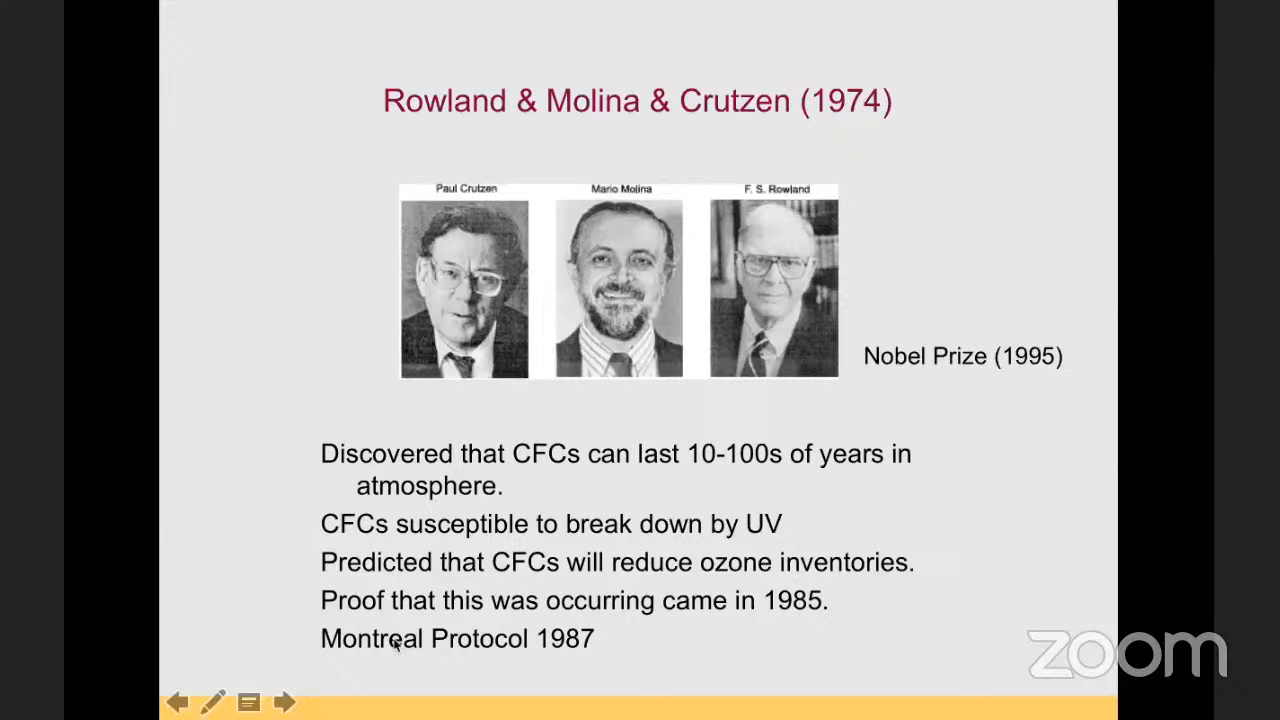 Rowland & Molina & Crutzen (1974)
Paul Crutzen
Mario Molina
F. S. Rowland
Nobel Prize (1995)
Discovered that CFCs can last 10-100s of years in
atmosphere.
CFCs susceptible to break down by UV
Predicted that CFCs will reduce ozone inventories.
Proof that this was occurring came in 1985.
Montreal Protocol 1987
zoom